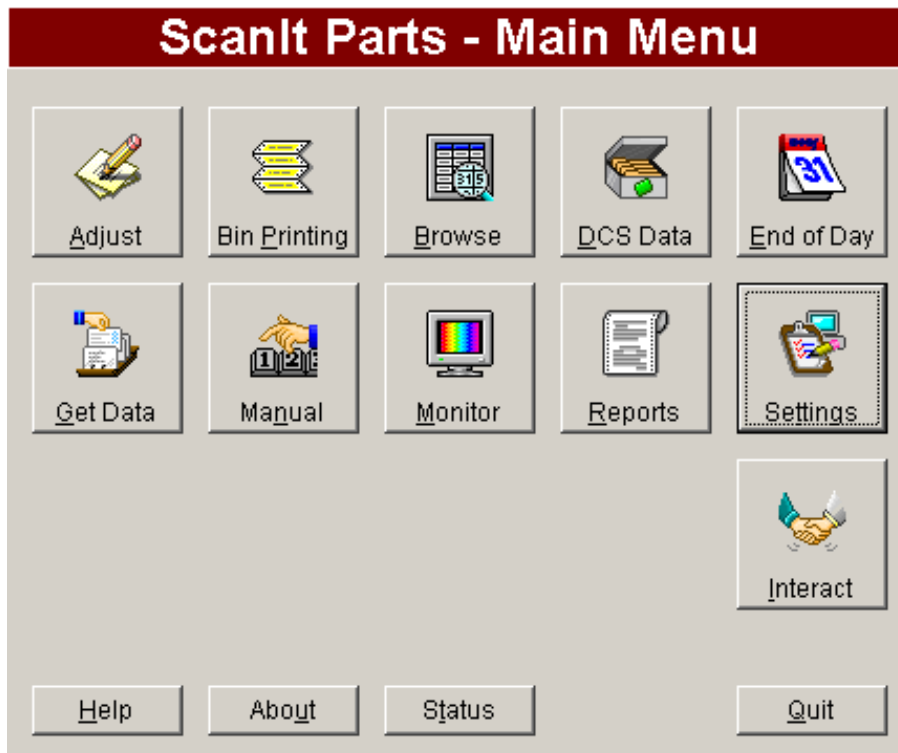 ScanIt Parts - Main Menu
Adjust
Bin Printing
Browse
DCS Data
End of Day
Get Data
Manual
Monitor
Reports
Settings
Interact
Help
About
Status
Quit